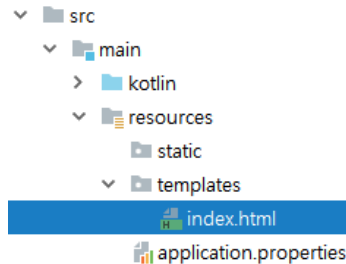 src
main
kotlin
resources
static
templates
index.html
application.properties